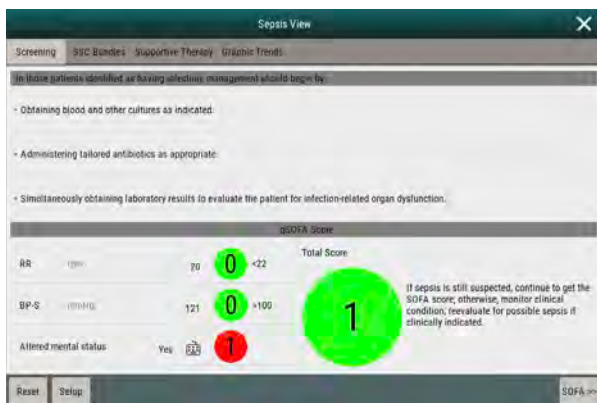 Sepsis View
Screening SSC Bundles Supportive Therapy Graphic Trends
In those patients identified as having infection, management should begin by:
- Obtaining blood and other cultures as indicated.
- Administering tailored antibiotics as appropriate.
- Simultaneously obtaining laboratory results to evaluate the patient for infection-related organ dysfunction.
qSOFA Score
RR rpm 20 0 <22
Total Score
BP-S mmHg 121 0 >100
1
If sepsis is still suspected, continue to get the
SOFA score; otherwise, monitor clinical
condition; reevaluate for possible sepsis if
clinically indicated.
Altered mental status Yes 1
Reset Setup SOFA >>